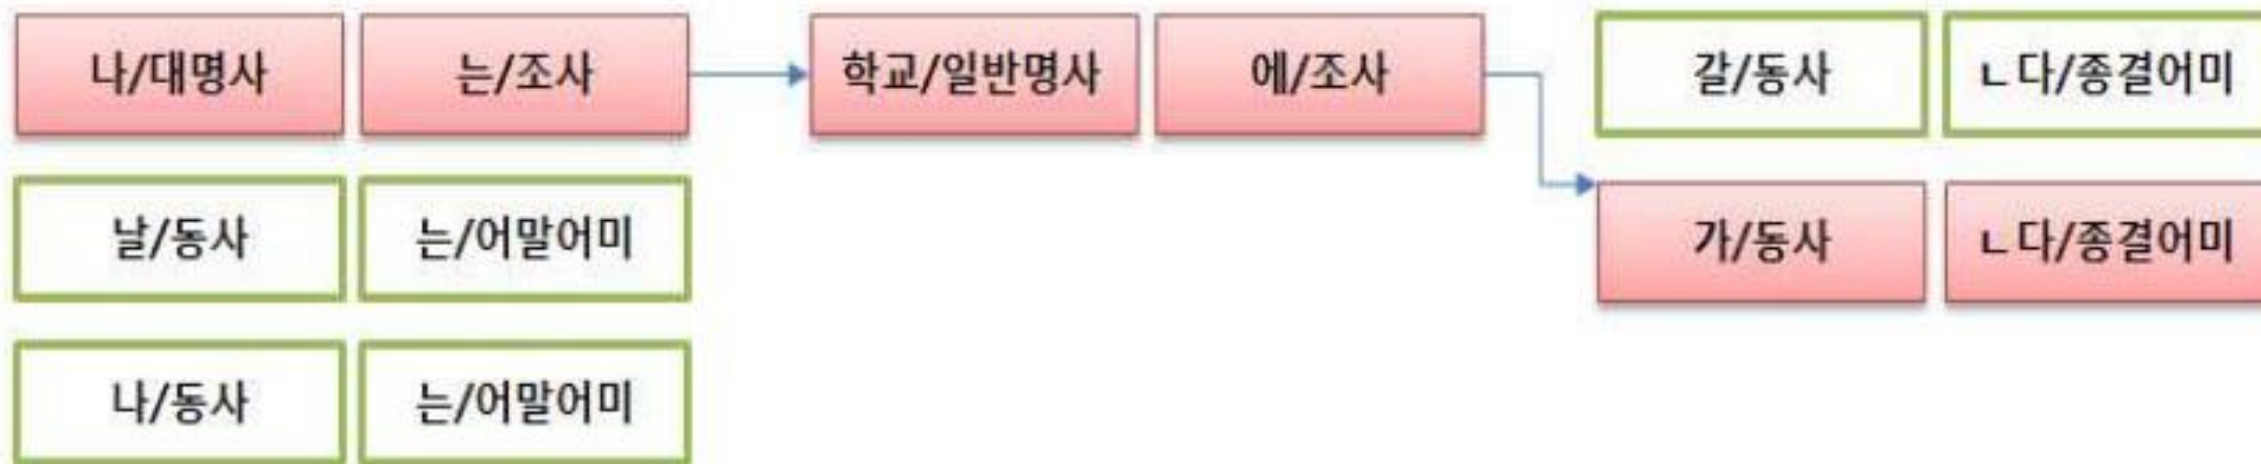 나/대명사 는/조사 학교/일반명사 에/조사 갈/동사 ㄴ다/종결어미
날/동사 는/어말어미 가/동사 ㄴ다/종결어미
나/동사 는/어말어미